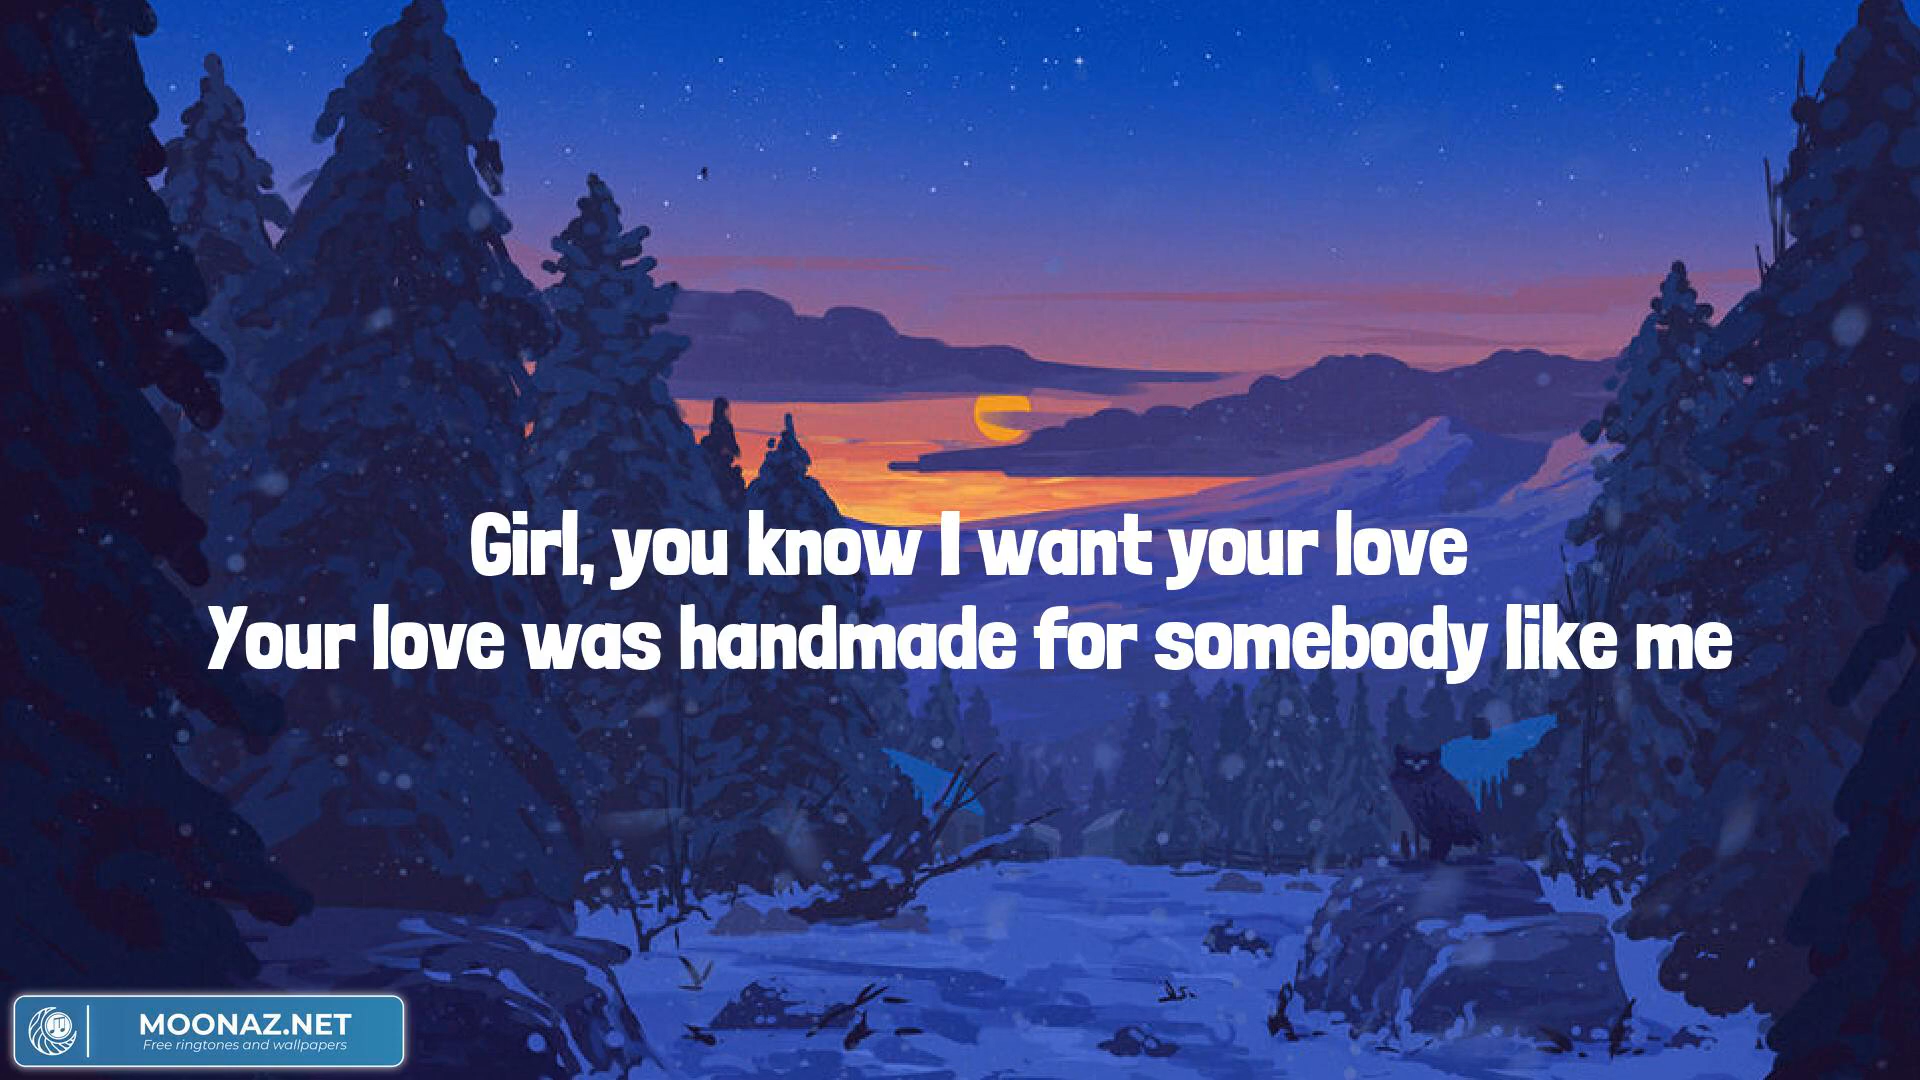 Girl, you know I want your love
Your love was handmade for somebody like me
MOONAZ.NET
Free ringtones and wallpapers